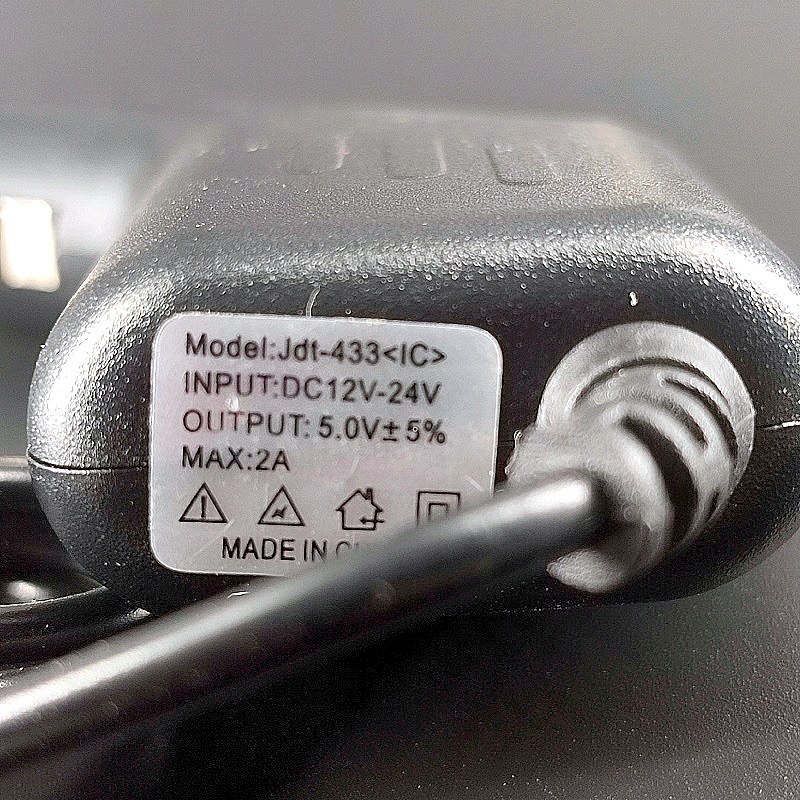 Model:Jdt-433<IC>
INPUT:DC12V-24V
OUTPUT: 5.0V±5%
MAX:2A
MADE IN